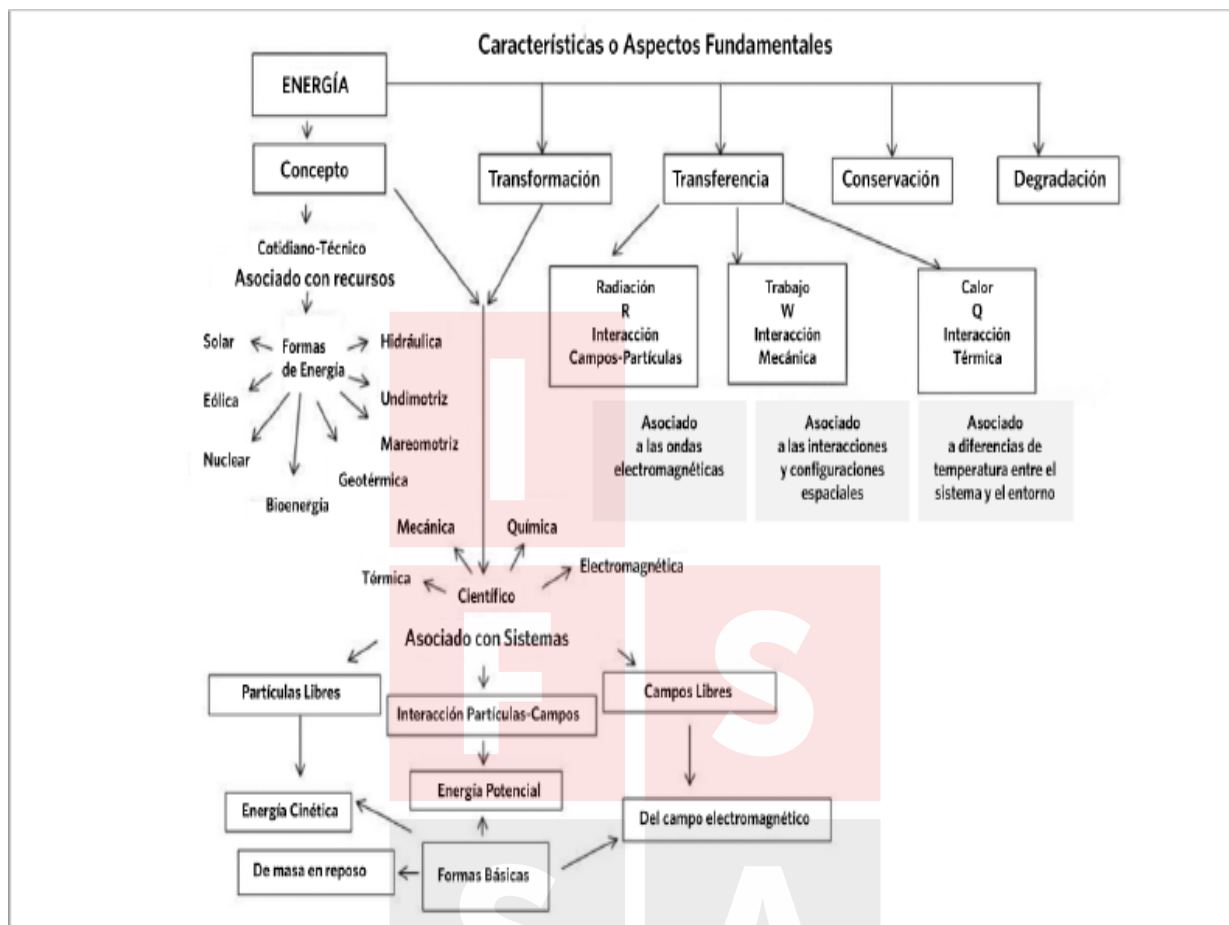 Características o Aspectos Fundamentales
ENERGÍA
Concepto
Transformación
Transferencia
Conservación
Degradación
Cotidiano-Técnico
Asociado con recursos
Formas
de Energía
Solar
Hidráulica
Eólica
Undimotriz
Nuclear
Mareomotriz
Bioenergía
Geotérmica
Radiación
R
Interacción
Campos-Partículas
Trabajo
W
Interacción
Mecánica
Calor
Q
Interacción
Térmica
Asociado
a las ondas
electromagnéticas
Asociado
a las interacciones
y configuraciones
espaciales
Asociado
a diferencias de
temperatura entre el
sistema y el entorno
Mecánica
Química
Térmica
Electromagnética
Científico
Asociado con Sistemas
Partículas Libres
Interacción Partículas-Campos
Campos Libres
Energía Cinética
Energía Potencial
Del campo electromagnético
De masa en reposo
Formas Básicas
I
F S
S A